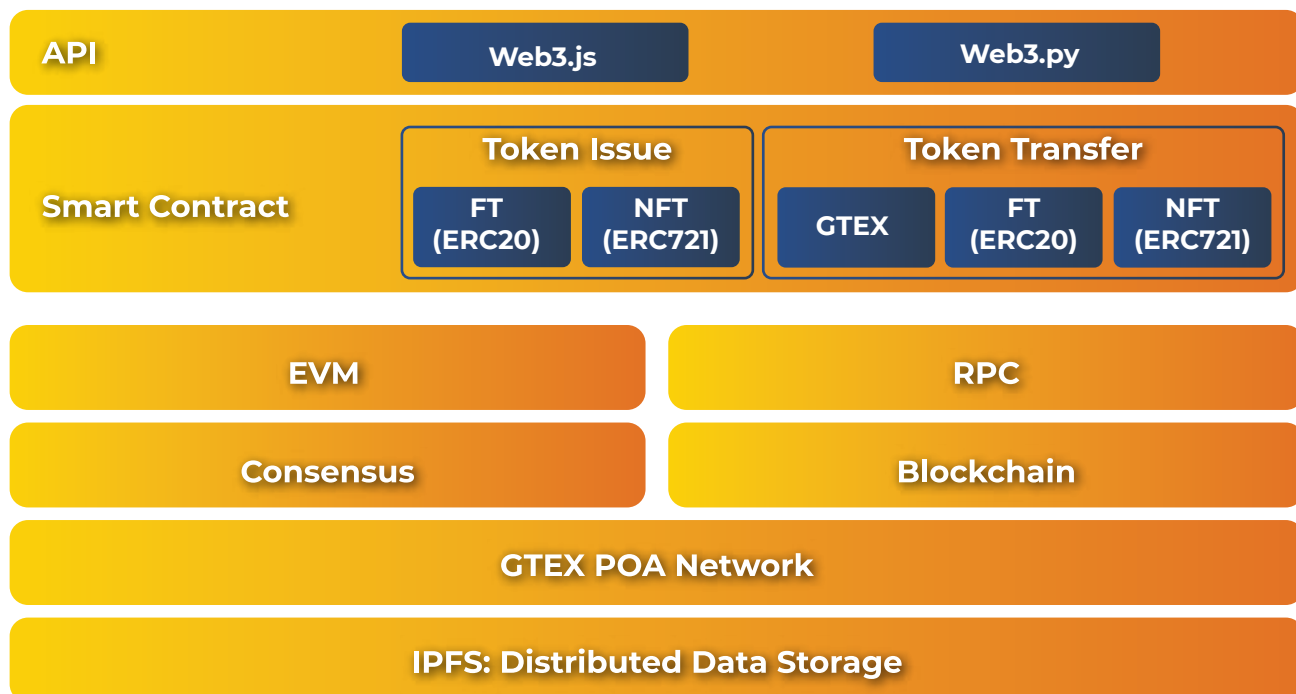 API
Web3.js
Web3.py
Smart Contract
Token Issue
FT
(ERC20)
NFT
(ERC721)
Token Transfer
GTEX
FT
(ERC20)
NFT
(ERC721)
EVM
RPC
Consensus
Blockchain
GTEX POA Network
IPFS: Distributed Data Storage